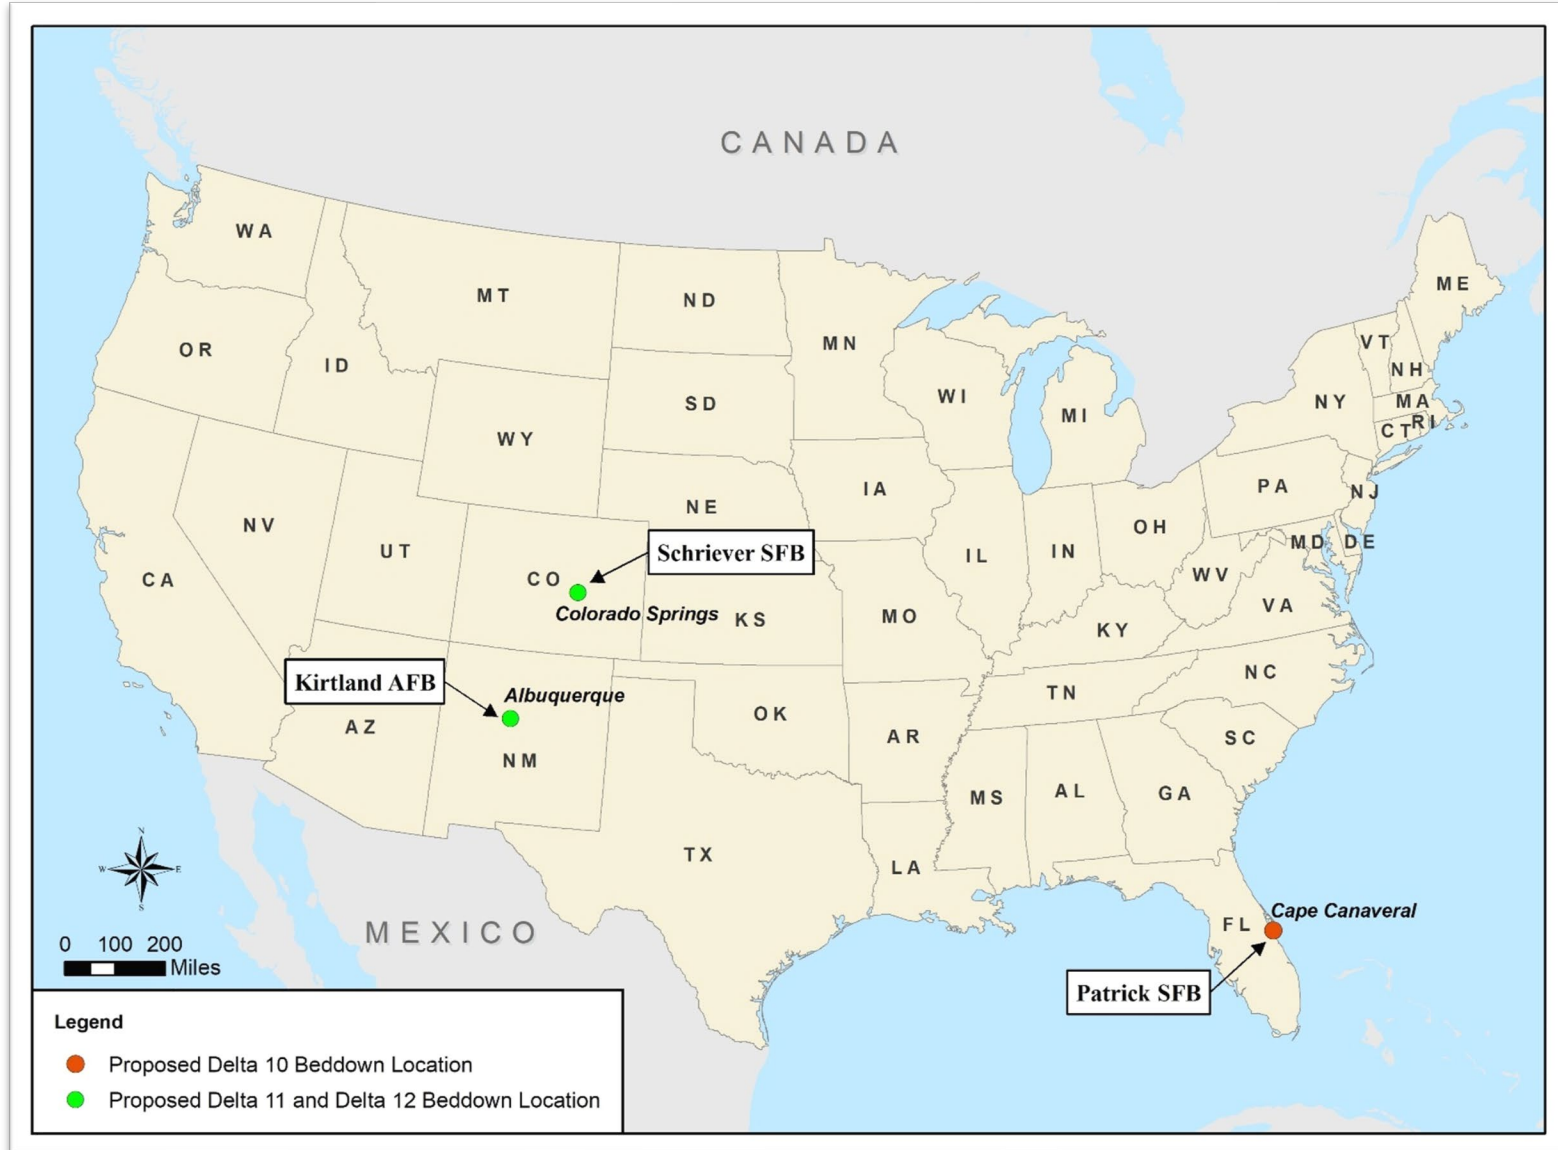 CANADA
WA
MT
ND
MN
ME
OR
ID
SD
WI
MI
VT
NH
NY
MA
CT
RI
WY
IA
PA
NJ
NE
NV
UT
CO
Schriever SFB
Colorado Springs
KS
IL
IN
OH
MD
DE
WV
VA
CA
MO
KY
Kirtland AFB
Albuquerque
AZ
NM
OK
TN
NC
AR
SC
MS
AL
GA
TX
LA
MEXICO
FL
Cape Canaveral
Patrick SFB
N
W
E
S
0 100 200
Miles
Legend
Proposed Delta 10 Beddown Location
Proposed Delta 11 and Delta 12 Beddown Location